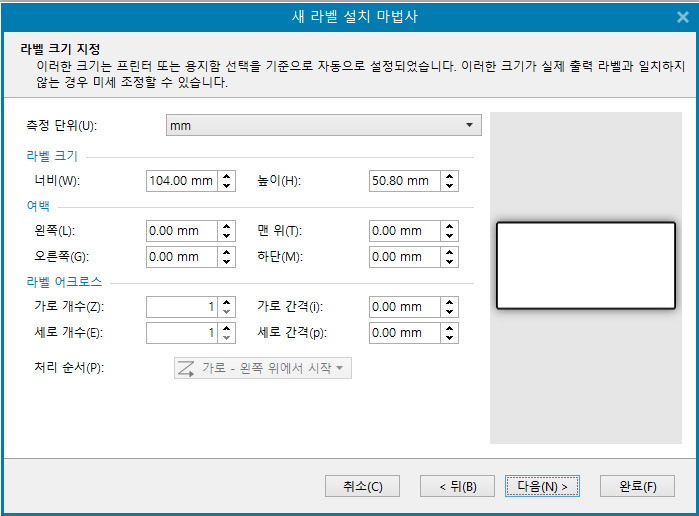 새 라벨 설치 마법사
라벨 크기 지정
이러한 크기는 프린터 또는 용지함 선택을 기준으로 자동으로 설정되었습니다. 이러한 크기가 실제 출력 라벨과 일치하지
않는 경우 미세 조정할 수 있습니다.
측정 단위(U): mm
라벨 크기
너비(W): 104.00 mm 높이(H): 50.80 mm
여백
왼쪽(L): 0.00 mm 맨 위(T): 0.00 mm
오른쪽(G): 0.00 mm 하단(M): 0.00 mm
라벨 어크로스
가로 개수(Z): 1 가로 간격(i): 0.00 mm
세로 개수(E): 1 세로 간격(p): 0.00 mm
처리 순서(P): 가로 - 왼쪽 위에서 시작
취소(C) < 뒤(B) 다음(N) > 완료(F)